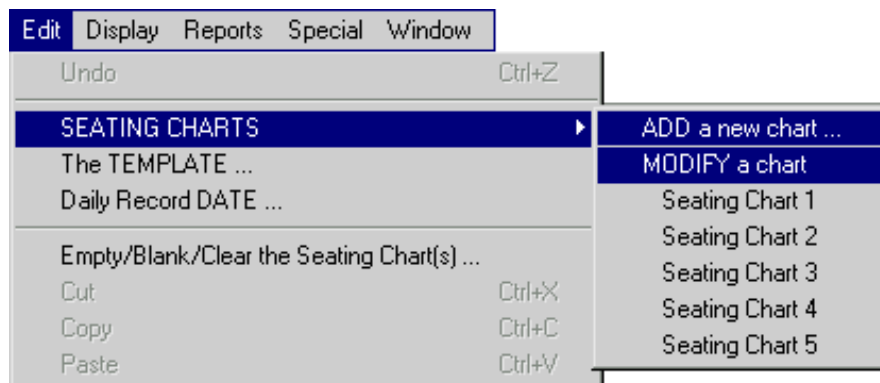 Edit Display Reports Special Window
Undo Ctrl+Z
SEATING CHARTS
The TEMPLATE ...
Daily Record DATE ...
Empty/Blank/Clear the Seating Chart(s) ...
Cut Ctrl+X
Copy Ctrl+C
Paste Ctrl+V
ADD a new chart ...
MODIFY a chart
Seating Chart 1
Seating Chart 2
Seating Chart 3
Seating Chart 4
Seating Chart 5